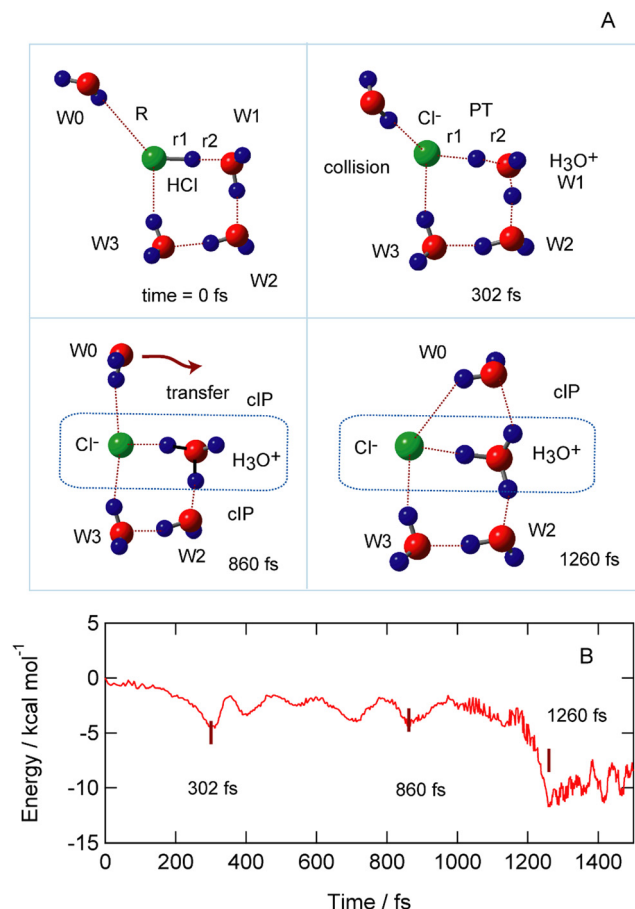 A
W0
R
r1 r2
W1
HCl
W3
W2
time = 0 fs
Cl⁻
PT
r1 r2
collision
H₃O⁺
W1
W3
W2
302 fs
W0
transfer
cIP
Cl⁻
H₃O⁺
cIP
W3
W2
860 fs
W0
cIP
Cl⁻
H₃O⁺
W3
W2
1260 fs
B
Energy / kcal mol⁻¹
5
0
-5
-10
-15
302 fs
860 fs
1260 fs
0 200 400 600 800 1000 1200 1400
Time / fs